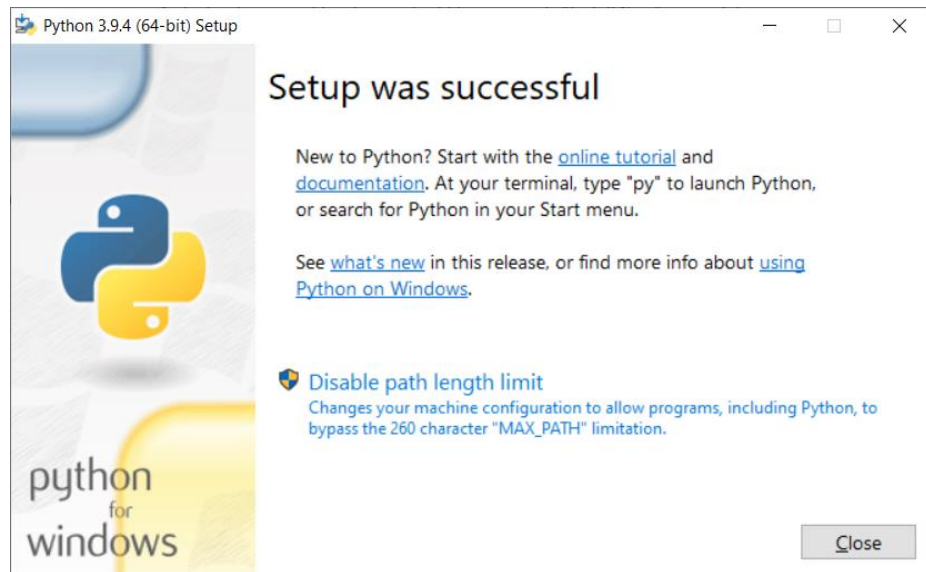 Python 3.9.4 (64-bit) Setup
Setup was successful
New to Python? Start with the online tutorial and
documentation. At your terminal, type "py" to launch Python,
or search for Python in your Start menu.
See what's new in this release, or find more info about using
Python on Windows.
Disable path length limit
Changes your machine configuration to allow programs, including Python, to
bypass the 260 character "MAX_PATH" limitation.
python
for
windows
Close